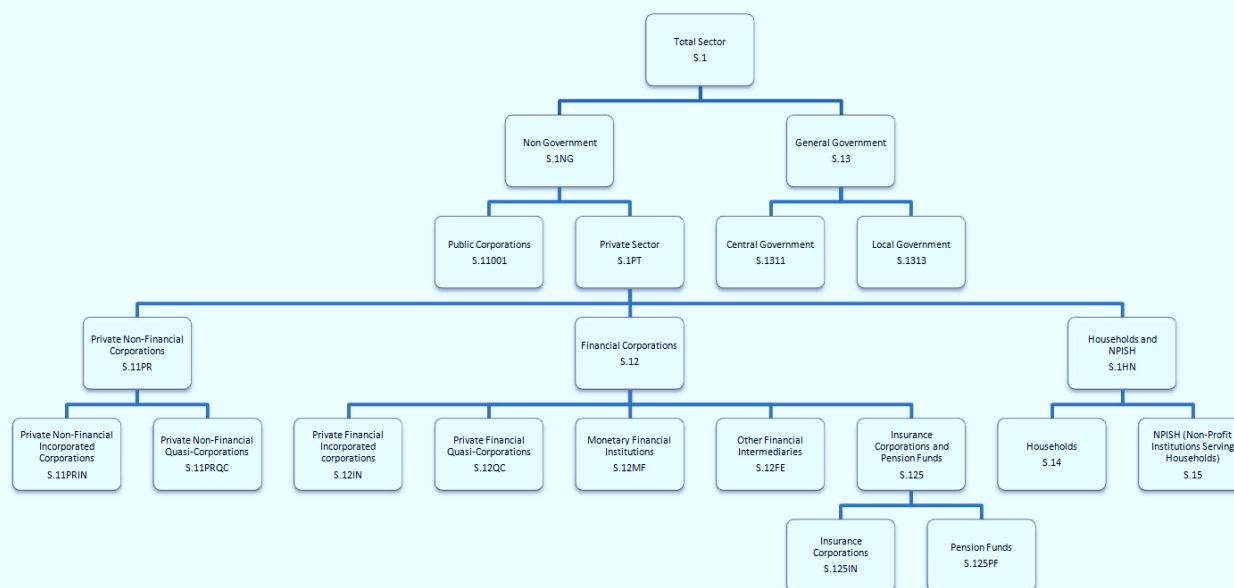 Total Sector
S.1
Non Government
S.1NG
General Government
S.13
Public Corporations
S.11001
Private Sector
S.1PT
Central Government
S.1311
Local Government
S.1313
Private Non-Financial
Corporations
S.11PR
Financial Corporations
S.12
Households and
NPISH
S.1HN
Private Non-Financial
Incorporated
Corporations
S.11PRIN
Private Non-Financial
Quasi-Corporations
S.11PRQC
Private Financial
Incorporated
corporations
S.12IN
Private Financial
Quasi-Corporations
S.12QC
Monetary Financial
Institutions
S.12MF
Other Financial
Intermediaries
S.12FE
Insurance
Corporations and
Pension Funds
S.125
Households
S.14
NPISH (Non-Profit
Institutions Serving
Households)
S.15
Insurance
Corporations
S.125IN
Pension Funds
S.125PF